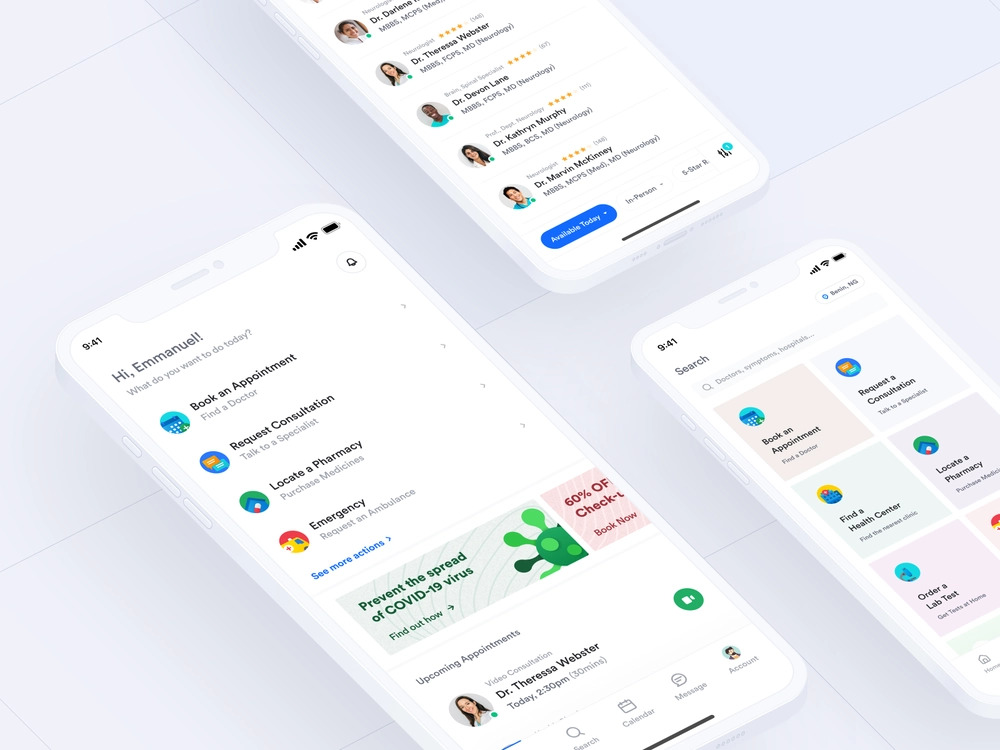 Neurologist
Dr. Darlene
MBBS, MCPS (Med),
Neurologist (148)
Dr. Theressa Webster
MBBS, FCPS, MD (Neurology)
Brain, Spinal Specialist (87)
Dr. Devon Lane
MBBS, FCPS, MD (Neurology)
Prof., Dept. Neurology (111)
Dr. Kathryn Murphy
MBBS, BCS, MD (Neurology)
Neurologist (148)
Dr. Marvin McKinney
MBBS, MCPS (Med), MD (Neurology)
Available Today
In-Person
5-Star R
9:41
Hi, Emmanuel!
What do you want to do today?
Book an Appointment
Find a Doctor
Request Consultation
Talk to a Specialist
Locate a Pharmacy
Purchase Medicines
Emergency
Request an Ambulance
See more actions
Prevent the spread
of COVID-19 virus
Find out how
60% OF
Check-
Book Now
Upcoming Appointments
Video Consultation
Dr. Theressa Webster
Today, 2:30pm (30mins)
Search
Calendar
Message
Account
9:41
Benin, NG
Search
Doctors, symptoms, hospitals...
Book an
Appointment
Find a Doctor
Request a
Consultation
Talk to a Specialist
Find a
Health Center
Find the nearest clinic
Locate a
Pharmacy
Purchase Medici
Order a
Lab Test
Get Tests at Home
Home